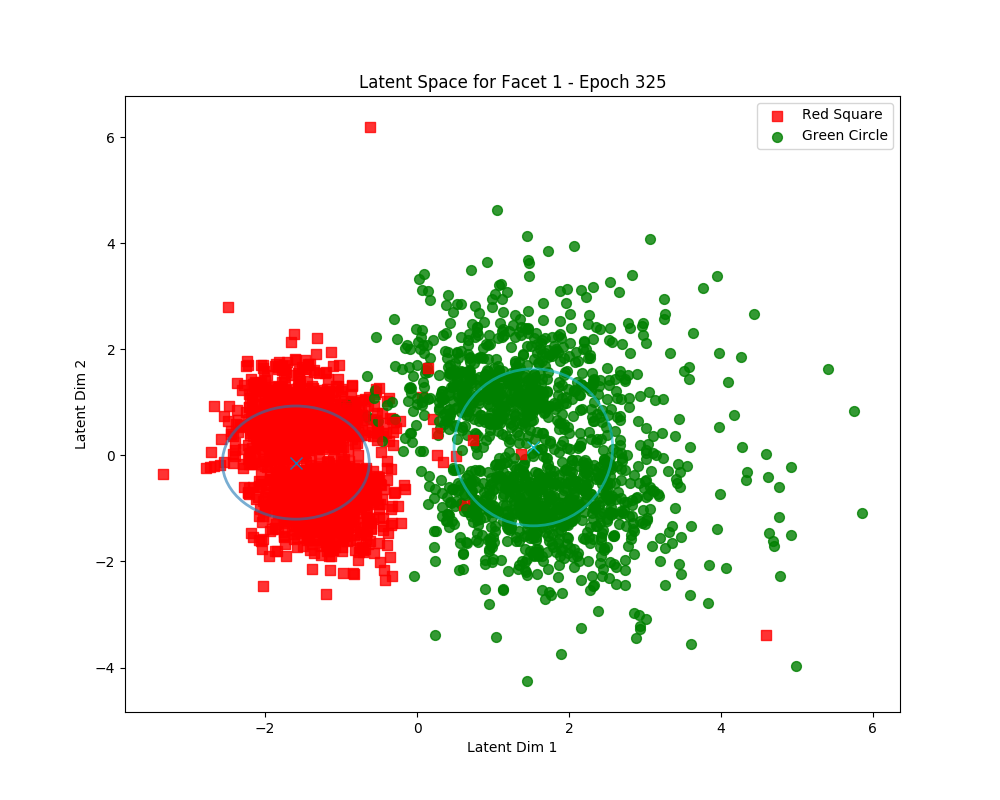 Latent Space for Facet 1 - Epoch 325
Red Square
Green Circle
6
4
2
0
−2
−4
Latent Dim 2
−2
0
2
4
6
Latent Dim 1